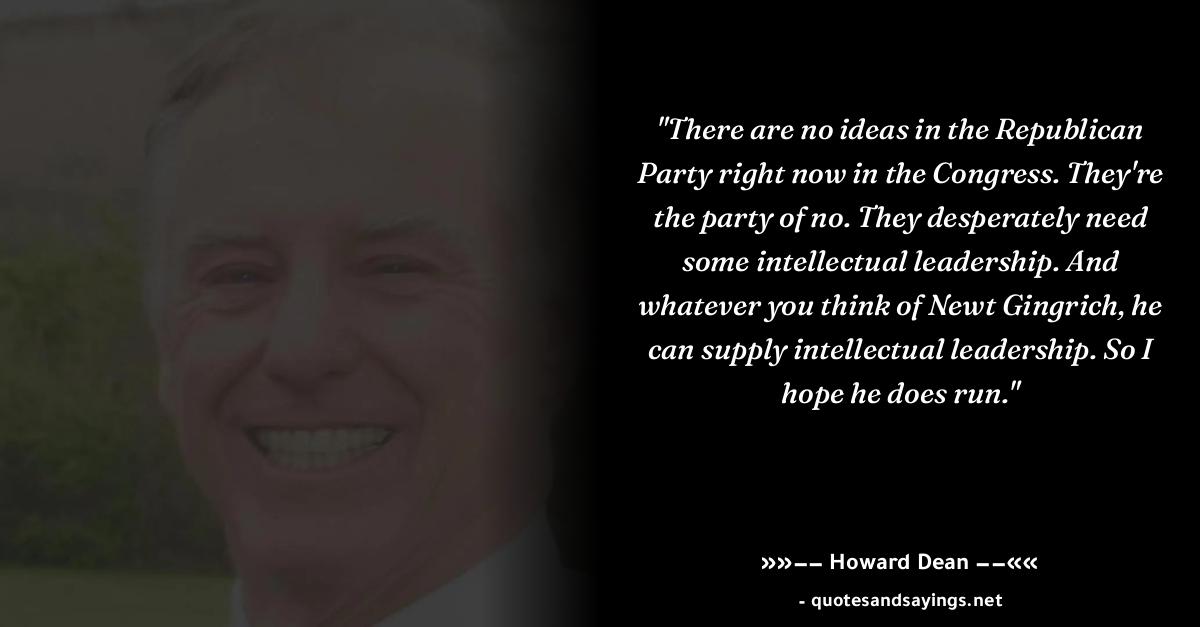 "There are no ideas in the Republican
Party right now in the Congress. They're
the party of no. They desperately need
some intellectual leadership. And
whatever you think of Newt Gingrich, he
can supply intellectual leadership. So I
hope he does run."
»»–– Howard Dean ––««
- quotesandsayings.net